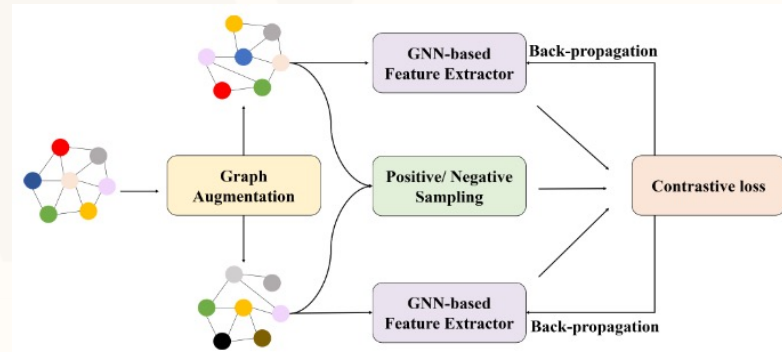 GNN-based
Feature Extractor
Back-propagation
Graph
Augmentation
Positive/ Negative
Sampling
Contrastive loss
GNN-based
Feature Extractor
Back-propagation